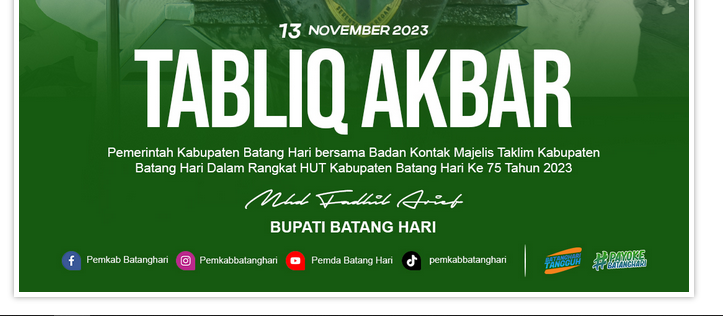 13 NOVEMBER 2023
TABLIQ AKBAR
Pemerintah Kabupaten Batang Hari bersama Badan Kontak Majelis Taklim Kabupaten
Batang Hari Dalam Rangkat HUT Kabupaten Batang Hari Ke 75 Tahun 2023
Mhd Fadhil Arief
BUPATI BATANG HARI
Pemkab Batanghari Pemkabbatanghari Pemda Batang Hari pemkabbatanghari
BATANGHARI
TANGGUH
#PAYOKE
BATANGHARI